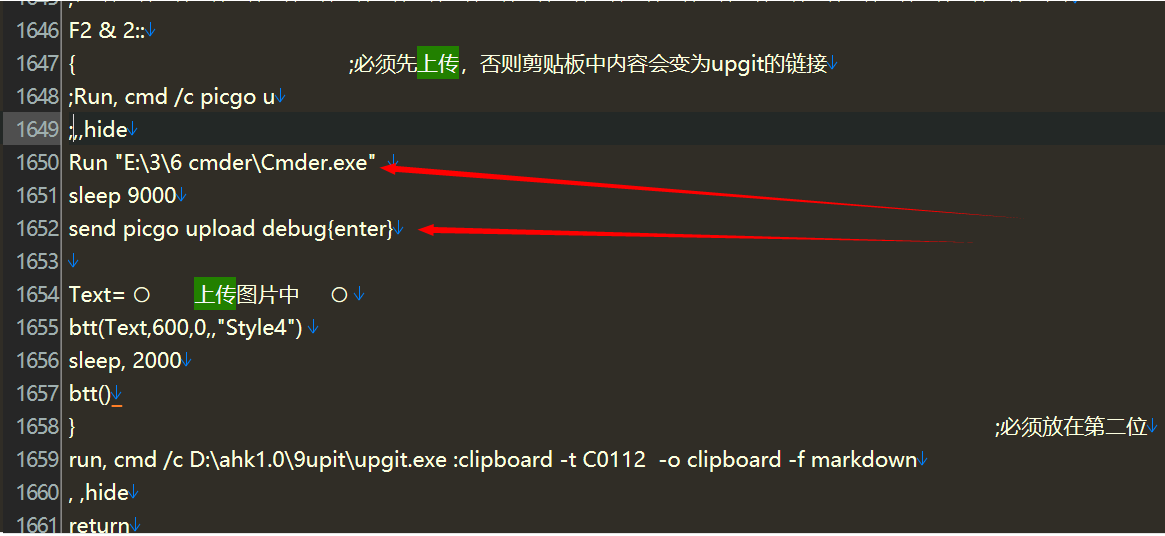 1646 F2 & 2::↓
1647 { ;必须先上传，否则剪贴板中内容会变为upgit的链接↓
1648 ;Run, cmd /c picgo u↓
1649 ;,,hide↓
1650 Run "E:\3\6 cmder\Cmder.exe" ↓
1651 sleep 9000↓
1652 send picgo upload debug{enter}↓
1653 ↓
1654 Text= ○ 上传图片中 ○ ↓
1655 btt(Text,600,0,,"Style4") ↓
1656 sleep, 2000↓
1657 btt()↓
1658 } ;必须放在第二位↓
1659 run, cmd /c D:\ahk1.0\9upit\upgit.exe :clipboard -t C0112  -o clipboard -f markdown↓
1660 , ,hide↓
1661 return↓